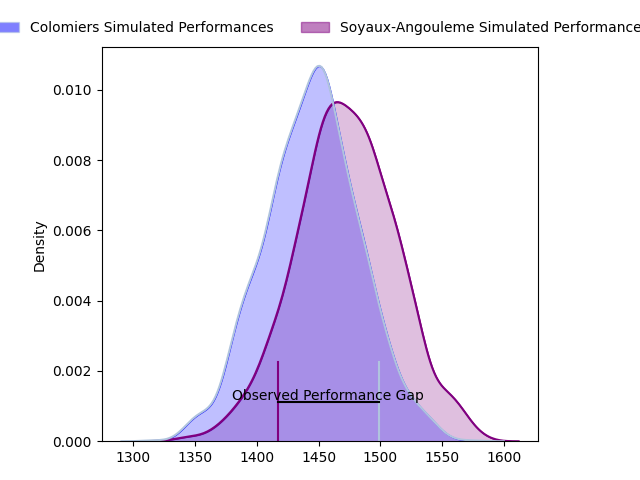 Colomiers Simulated Performances Soyaux-Angouleme Simulated Performance
0.010
0.008
0.006
0.004
0.002
0.000
Density
Observed Performance Gap
1300 1350 1400 1450 1500 1550 1600